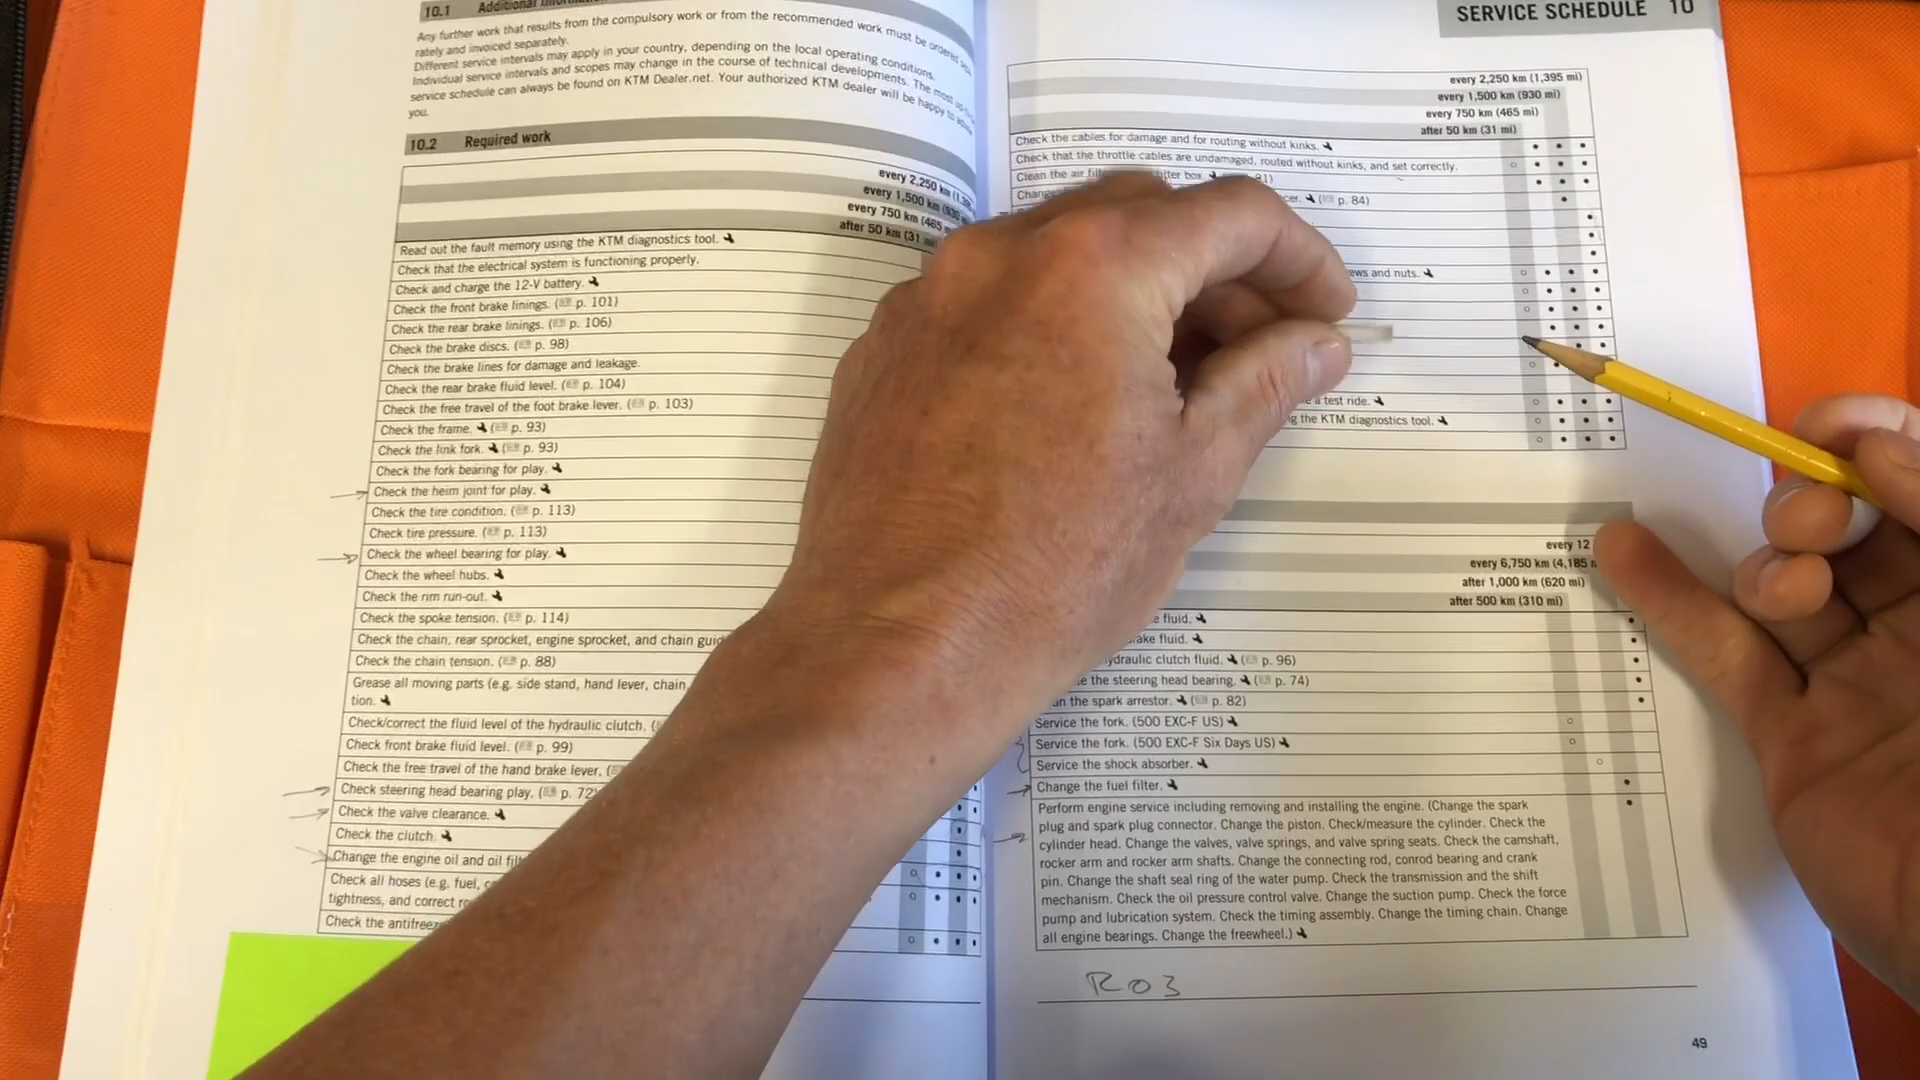 10.1 Additional
Any further work that results from the compulsory work or from the recommended work must be ordered
rately and invoiced separately.
Different service intervals may apply in your country, depending on the local operating conditions.
Individual service intervals and scopes may change in the course of technical developments. The most
service schedule can always be found on KTM Dealer.net. Your authorized KTM dealer will be happy to
you.
10.2 Required work
every 2,250 km
every 1,500 km
every 750 km (465
after 50 km (31
Read out the fault memory using the KTM diagnostics tool.
Check that the electrical system is functioning properly.
Check and charge the 12-V battery.
Check the front brake linings. (p. 101)
Check the rear brake linings. (p. 106)
Check the brake discs. (p. 98)
Check the brake lines for damage and leakage.
Check the rear brake fluid level. (p. 104)
Check the free travel of the foot brake lever. (p. 103)
Check the frame. (p. 93)
Check the link fork. (p. 93)
Check the fork bearing for play.
Check the heim joint for play.
Check the tire condition. (p. 113)
Check tire pressure. (p. 113)
Check the wheel bearing for play.
Check the wheel hubs.
Check the rim run-out.
Check the spoke tension. (p. 114)
Check the chain, rear sprocket, engine sprocket, and chain
Check the chain tension. (p. 88)
Grease all moving parts (e.g. side stand, hand lever, chain,
tion.
Check/correct the fluid level of the hydraulic clutch. (
Check front brake fluid level. (p. 99)
Check the free travel of the hand brake lever. (
Check steering head bearing play. (p. 72)
Check the valve clearance.
Check the clutch.
Change the engine oil and oil
Check all hoses (e.g. fuel,
tightness, and correct
Check the antifreeze
SERVICE SCHEDULE 10
every 2,250 km (1,395 mi)
every 1,500 km (930 mi)
every 750 km (465 mi)
after 50 km (31 mi)
Check the cables for damage and for routing without kinks.
Check that the throttle cables are undamaged, routed without kinks, and set correctly.
Clean the air box. 81)
Change (p. 84)
and nuts.
a test ride.
the KTM diagnostics tool.
every 12
every 6,750 km (4,185
after 1,000 km (620 mi)
after 500 km (310 mi)
fluid.
fluid.
hydraulic clutch fluid. (p. 96)
the steering head bearing. (p. 74)
the spark arrestor. (p. 82)
Service the fork. (500 EXC-F US)
Service the fork. (500 EXC-F Six Days US)
Service the shock absorber.
Change the fuel filter.
Perform engine service including removing and installing the engine. (Change the spark
plug and spark plug connector. Change the piston. Check/measure the cylinder. Check the
cylinder head. Change the valves, valve springs, and valve spring seats. Check the camshaft,
rocker arm and rocker arm shafts. Change the connecting rod, conrod bearing and crank
pin. Change the shaft seal ring of the water pump. Check the transmission and the shift
mechanism. Check the oil pressure control valve. Change the suction pump. Check the force
pump and lubrication system. Check the timing assembly. Change the timing chain. Change
all engine bearings. Change the freewheel.)
R03
49